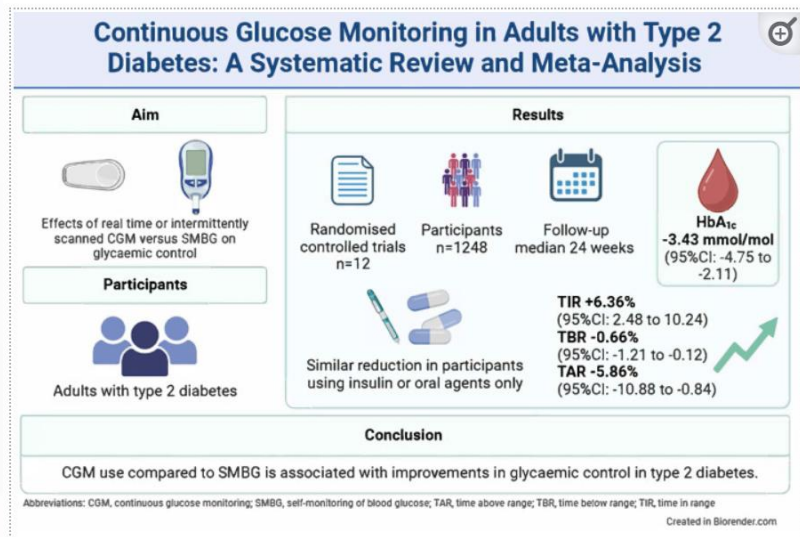 Continuous Glucose Monitoring in Adults with Type 2
Diabetes: A Systematic Review and Meta-Analysis
Aim
Effects of real time or intermittently
scanned CGM versus SMBG on
glycaemic control
Participants
Adults with type 2 diabetes
Results
Randomised
controlled trials
n=12
Participants
n=1248
Follow-up
median 24 weeks
HbA1c
-3.43 mmol/mol
(95%CI: -4.75 to
-2.11)
Similar reduction in participants
using insulin or oral agents only
TIR +6.36%
(95%CI: 2.48 to 10.24)
TBR -0.66%
(95%CI: -1.21 to -0.12)
TAR -5.86%
(95%CI: -10.88 to -0.84)
Conclusion
CGM use compared to SMBG is associated with improvements in glycaemic control in type 2 diabetes.
Abbreviations: CGM, continuous glucose monitoring; SMBG, self-monitoring of blood glucose; TAR, time above range; TBR, time below range; TIR, time in range
Created in Biorender.com